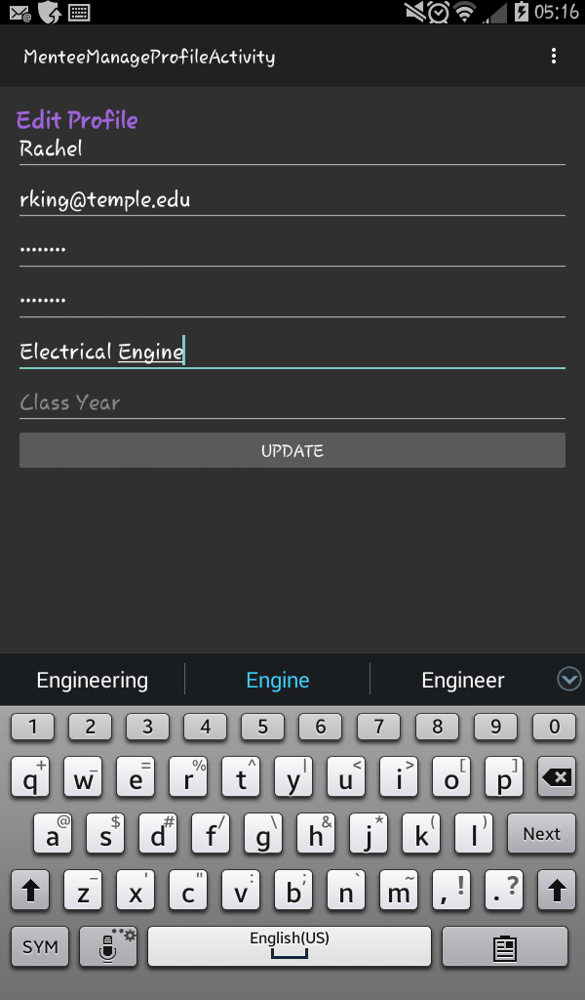 05:16
MenteeManageProfileActivity
Edit Profile
Rachel
rking@temple.edu
••••••••
••••••••
Electrical Engine
Class Year
UPDATE
Engineering Engine Engineer
1 2 3 4 5 6 7 8 9 0
q + w _ e = r % t ^ y | u < i > o [ p ]
a @ s $ d # f / g \ h & j * k ( l ) Next
z - x ' c " v : b ; n ` m ~ , ! . ?
SYM English(US)